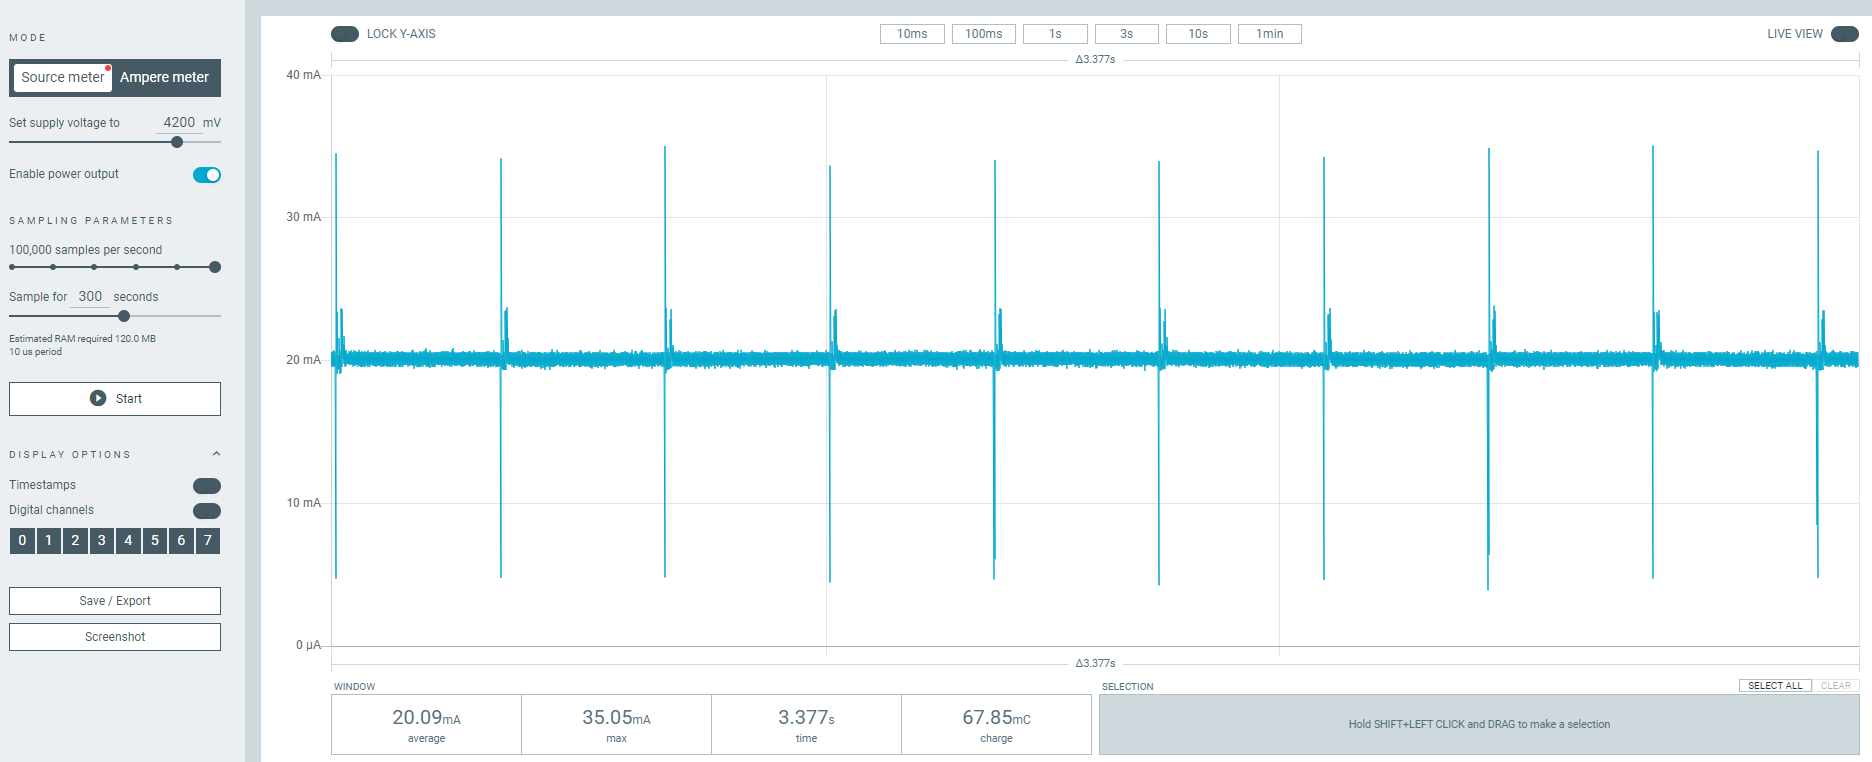 MODE
Source meter Ampere meter
Set supply voltage to 4200 mV
Enable power output
SAMPLING PARAMETERS
100,000 samples per second
Sample for 300 seconds
Estimated RAM required 120.0 MB
10 us period
Start
DISPLAY OPTIONS
Timestamps
Digital channels
0 1 2 3 4 5 6 7
Save / Export
Screenshot
LOCK Y-AXIS 10ms 100ms 1s 3s 10s 1min LIVE VIEW
Δ3.377s
40 mA
30 mA
20 mA
10 mA
0 µA
Δ3.377s
WINDOW
20.09mA 35.05mA 3.377s 67.85mC
average max time charge
SELECTION SELECT ALL CLEAR
Hold SHIFT+LEFT CLICK and DRAG to make a selection